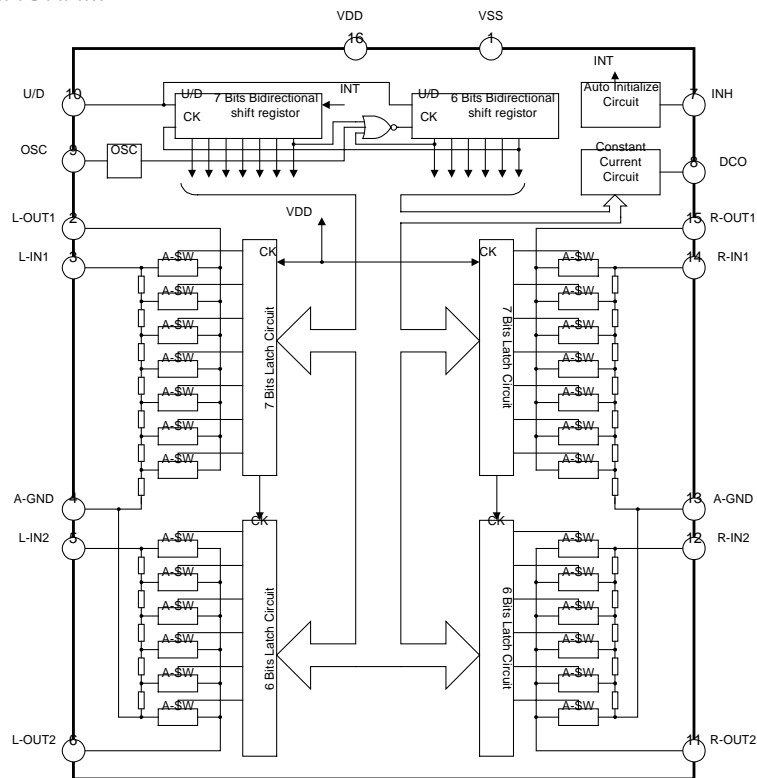 VDD
VSS
16
1
INT
U/D
10
U/D
7 Bits Bidirectional
shift registor
CK
INT
U/D
6 Bits Bidirectional
shift registor
CK
Auto Initialize
Circuit
7
INH
OSC
9
OSC
Constant
Current
Circuit
8
DCO
L-OUT1
2
VDD
15
R-OUT1
L-IN1
3
A-SW
CK
CK
A-SW
14
R-IN1
A-SW
A-SW
A-SW
A-SW
A-SW
A-SW
7 Bits Latch Circuit
7 Bits Latch Circuit
A-SW
A-SW
A-SW
A-SW
A-SW
A-SW
A-GND
4
13
A-GND
L-IN2
5
A-SW
CK
CK
A-SW
12
R-IN2
A-SW
A-SW
A-SW
A-SW
A-SW
A-SW
6 Bits Latch Circuit
6 Bits Latch Circuit
A-SW
A-SW
A-SW
A-SW
L-OUT2
6
11
R-OUT2